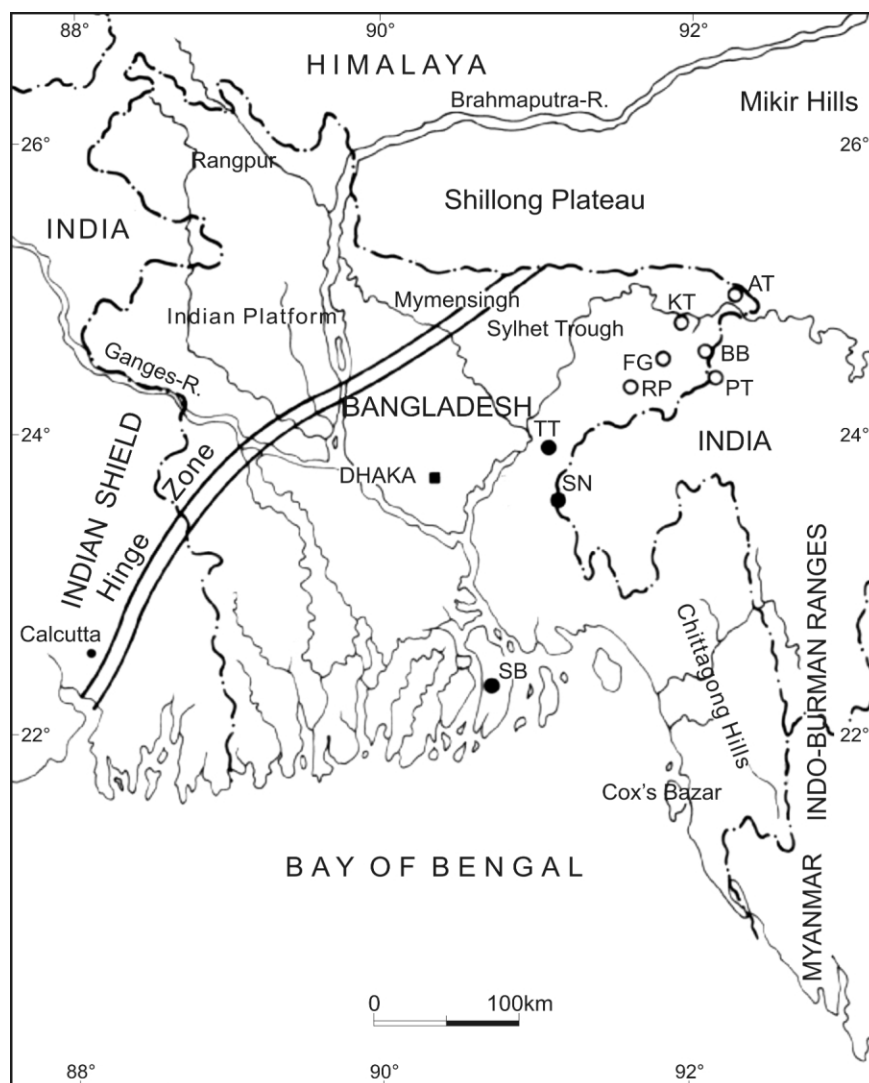 88°
90°
92°
HIMALAYA
Brahmaputra-R.
Mikir Hills
26°
26°
Rangpur
Shillong Plateau
INDIA
AT
KT
Mymensingh
Indian Platform
Sylhet Trough
BB
FG
Ganges-R.
PT
RP
BANGLADESH
TT
24°
INDIA
24°
DHAKA
SN
INDIAN SHIELD
Hinge Zone
INDO-BURMAN RANGES
Chittagong Hills
Calcutta
SB
22°
22°
Cox's Bazar
BAY OF BENGAL
MYANMAR
0
100km
88°
90°
92°